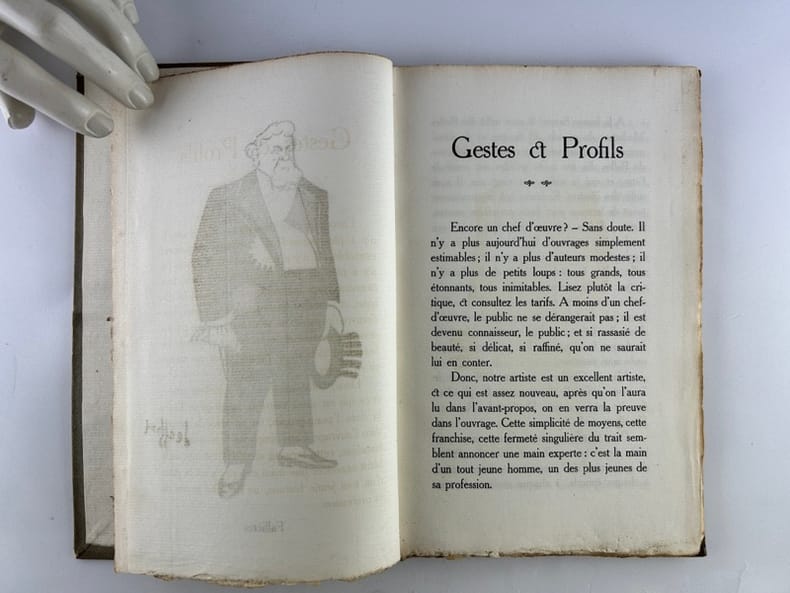 Gestes et Profils
Encore un chef d'œuvre? – Sans doute. Il
n'y a plus aujourd'hui d'ouvrages simplement
estimables; il n'y a plus d'auteurs modestes; il
n'y a plus de petits loups : tous grands, tous
étonnants, tous inimitables. Lisez plutôt la cri-
tique, et consultez les tarifs. A moins d'un chef-
d'œuvre, le public ne se dérangerait pas; il est
devenu connaisseur, le public; et si rassasié de
beauté, si délicat, si raffiné, qu'on ne saurait
lui en conter.
Donc, notre artiste est un excellent artiste,
et ce qui est assez nouveau, après qu'on l'aura
lu dans l'avant-propos, on en verra la preuve
dans l'ouvrage. Cette simplicité de moyens, cette
franchise, cette fermeté singulière du trait sem-
blent annoncer une main experte : c'est la main
d'un tout jeune homme, un des plus jeunes de
sa profession.